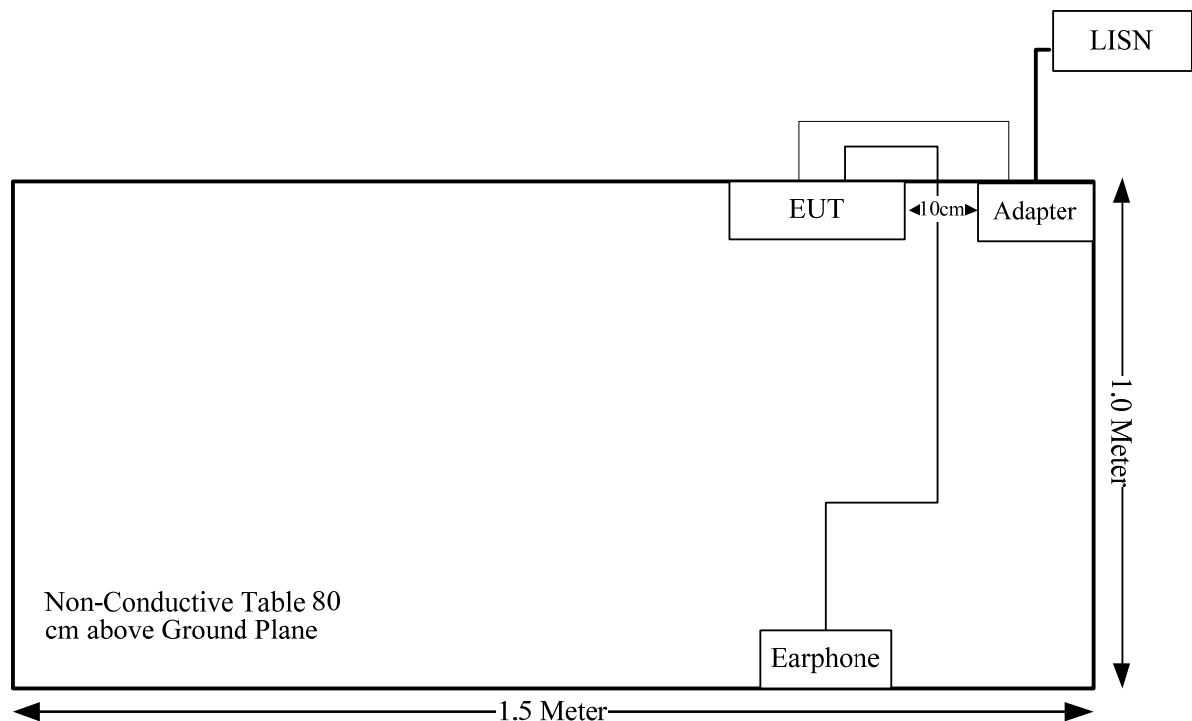 LISN
EUT
10cm
Adapter
1.0 Meter
Non-Conductive Table 80
cm above Ground Plane
Earphone
1.5 Meter